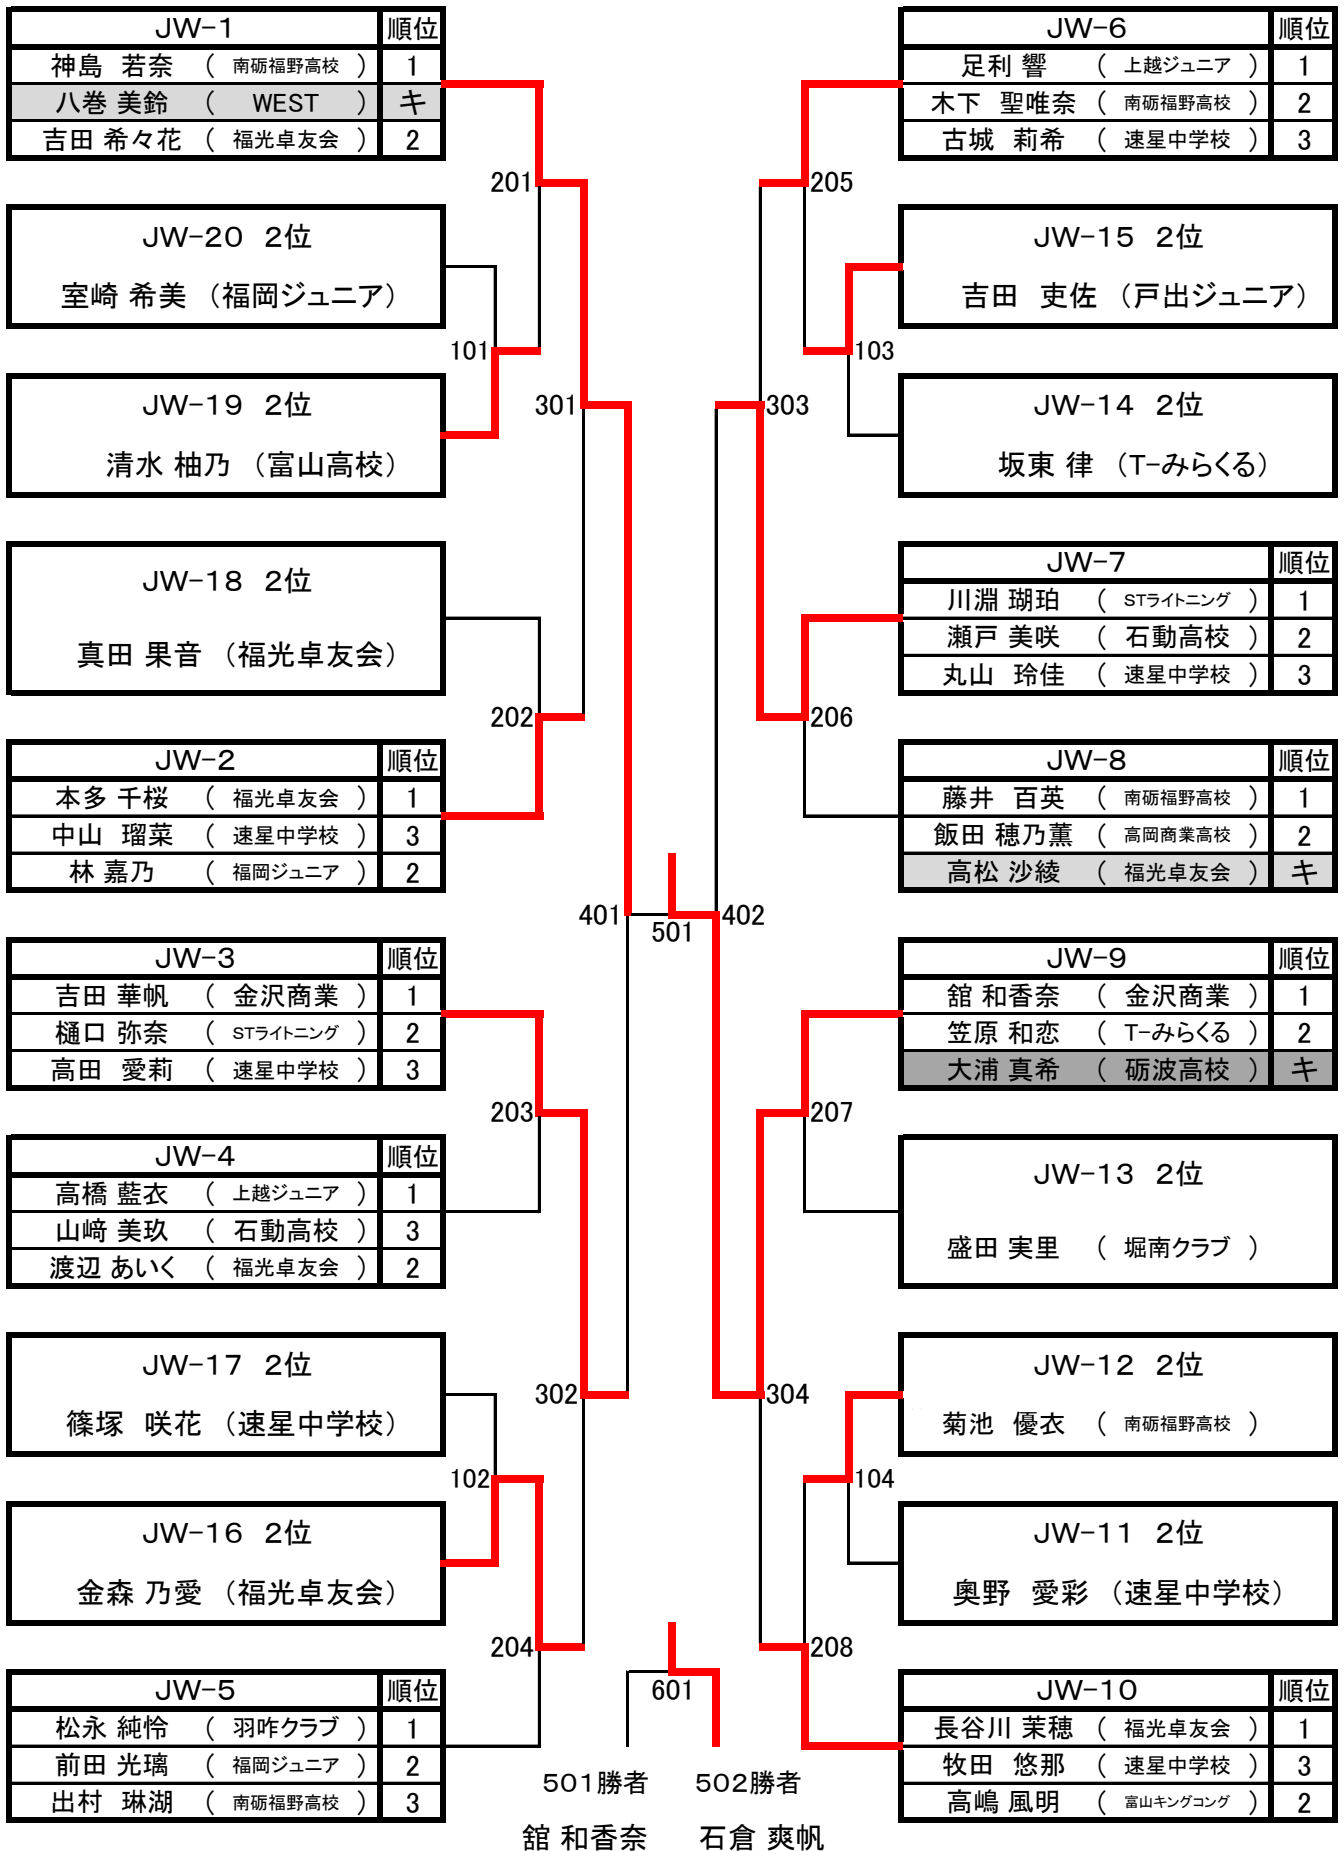 JW-1 順位
神島 若奈 ( 南砺福野高校 ) 1
八巻 美鈴 ( WEST ) キ
吉田 希々花 ( 福光卓友会 ) 2
201
JW-20 2位
室崎 希美 (福岡ジュニア)
101
JW-19 2位
清水 柚乃 (富山高校)
301
JW-18 2位
真田 果音 (福光卓友会)
202
JW-2 順位
本多 千桜 ( 福光卓友会 ) 1
中山 瑠菜 ( 速星中学校 ) 3
林 嘉乃 ( 福岡ジュニア ) 2
401
JW-3 順位
吉田 華帆 ( 金沢商業 ) 1
樋口 弥奈 ( STライトニング ) 2
高田 愛莉 ( 速星中学校 ) 3
203
JW-4 順位
高橋 藍衣 ( 上越ジュニア ) 1
山﨑 美玖 ( 石動高校 ) 3
渡辺 あいく ( 福光卓友会 ) 2
JW-17 2位
篠塚 咲花 (速星中学校)
302
102
JW-16 2位
金森 乃愛 (福光卓友会)
204
JW-5 順位
松永 純怜 ( 羽咋クラブ ) 1
前田 光璃 ( 福岡ジュニア ) 2
出村 琳湖 ( 南砺福野高校 ) 3
JW-6 順位
足利 響 ( 上越ジュニア ) 1
木下 聖唯奈 ( 南砺福野高校 ) 2
古城 莉希 ( 速星中学校 ) 3
205
JW-15 2位
吉田 吏佐 (戸出ジュニア)
103
JW-14 2位
坂東 律 (T-みらくる)
303
JW-7 順位
川淵 瑚珀 ( STライトニング ) 1
瀬戸 美咲 ( 石動高校 ) 2
丸山 玲佳 ( 速星中学校 ) 3
206
JW-8 順位
藤井 百英 ( 南砺福野高校 ) 1
飯田 穂乃薫 ( 高岡商業高校 ) 2
高松 沙綾 ( 福光卓友会 ) キ
402
501
JW-9 順位
舘 和香奈 ( 金沢商業 ) 1
笠原 和恋 ( T-みらくる ) 2
大浦 真希 ( 砺波高校 ) キ
207
JW-13 2位
盛田 実里 ( 堀南クラブ )
JW-12 2位
菊池 優衣 ( 南砺福野高校 )
304
104
JW-11 2位
奥野 愛彩 (速星中学校)
208
JW-10 順位
長谷川 茉穂 ( 福光卓友会 ) 1
牧田 悠那 ( 速星中学校 ) 3
高嶋 風明 ( 富山キングコング ) 2
601
501勝者 502勝者
舘 和香奈 石倉 爽帆